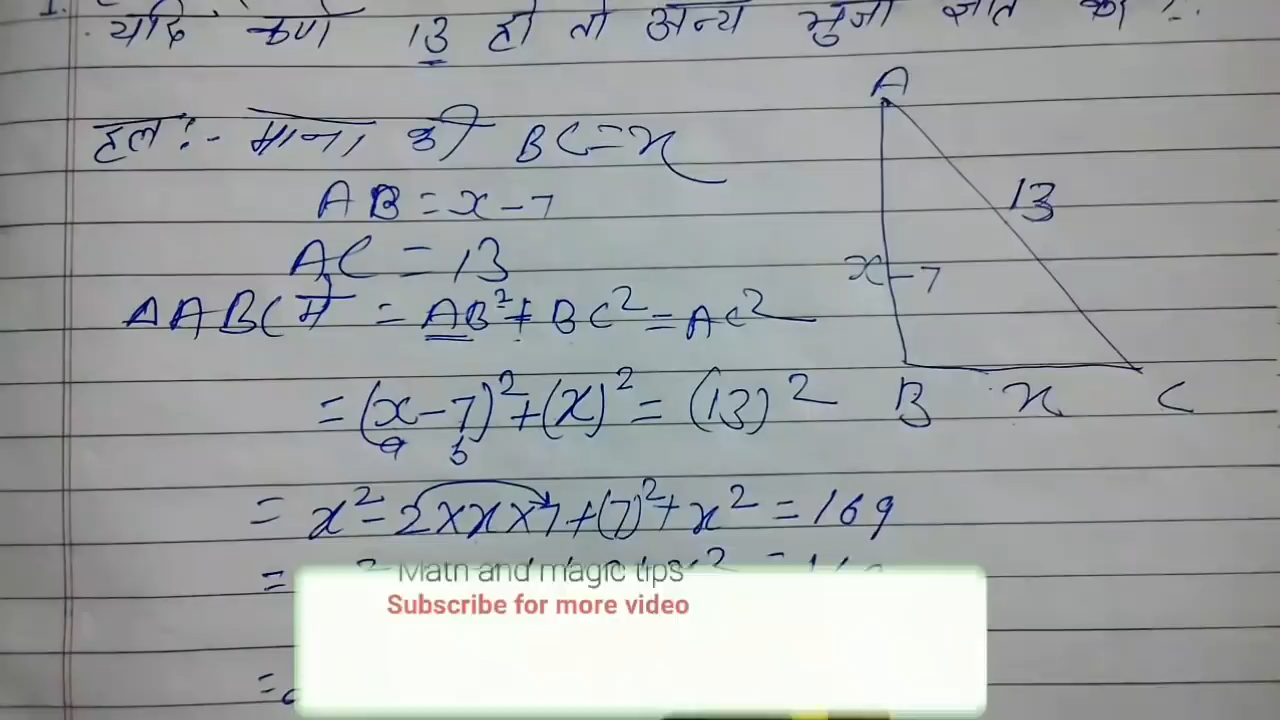 1.
यदि कर्ण 13 हो तो अन्य भुजा ज्ञात करो :-
हल :- माना की BC = x
AB = x - 7
AC = 13
ΔABC में = AB² + BC² = AC²
= (x - 7)² + (x)² = (13)²
a b
= x² - 2×x×7 + (7)² + x² = 169
=
=
A
13
x - 7
B x C
Math and magic tips
Subscribe for more video